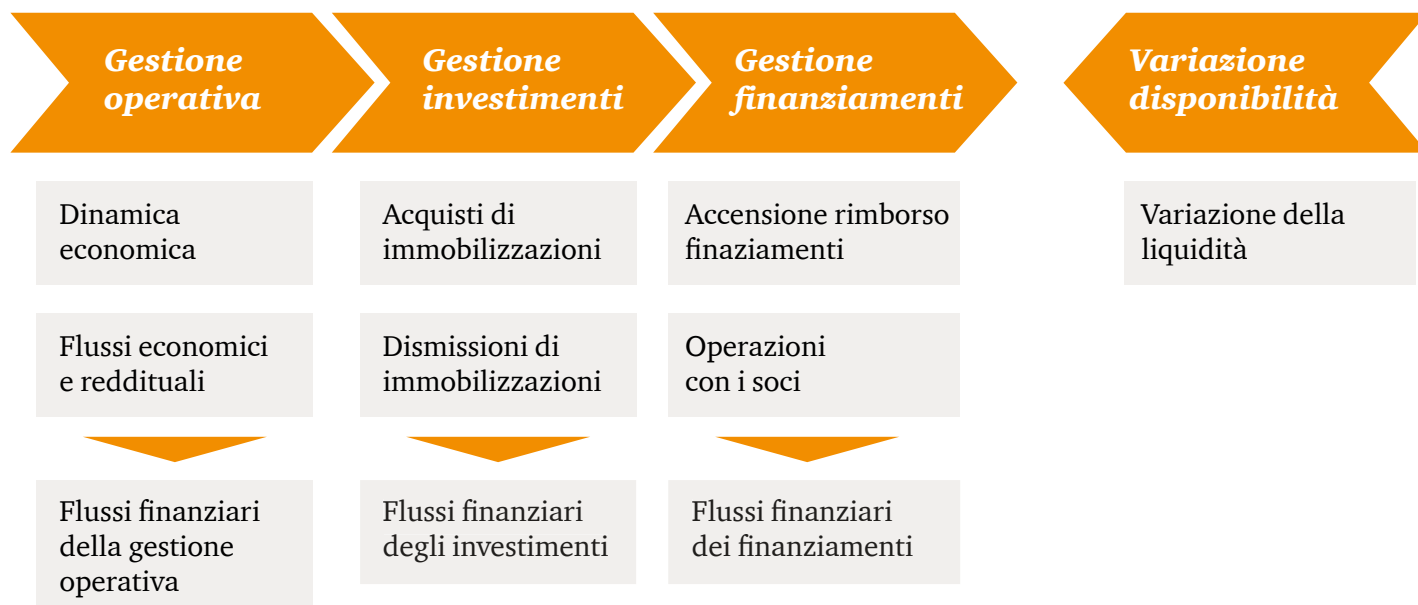 Gestione
operativa
Gestione
investimenti
Gestione
finanziamenti
Variazione
disponibilità
Dinamica
economica
Acquisti di
immobilizzazioni
Accensione rimborso
finaziamenti
Variazione della
liquidità
Flussi economici
e reddituali
Dismissioni di
immobilizzazioni
Operazioni
con i soci
Flussi finanziari
della gestione
operativa
Flussi finanziari
degli investimenti
Flussi finanziari
dei finanziamenti